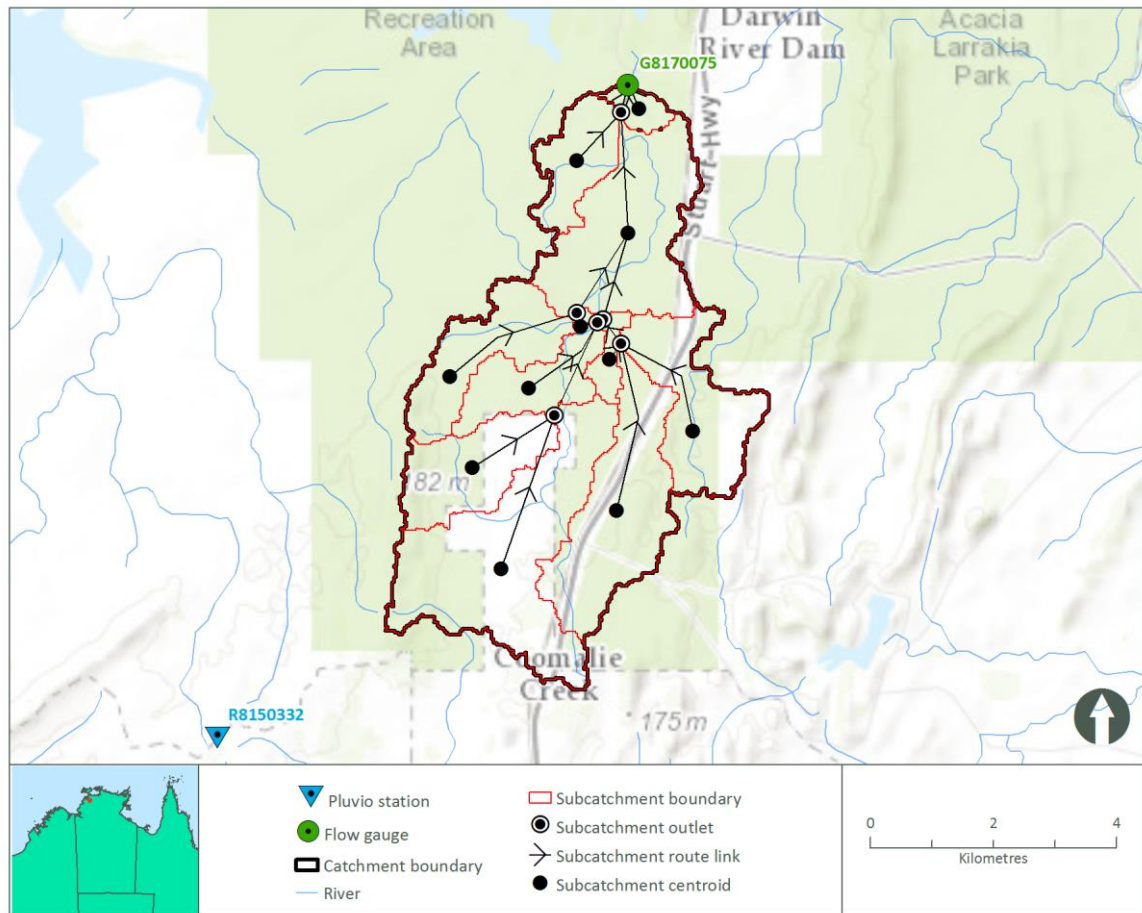 Recreation
Area
Darwin
River Dam
Acacia
Larrakia
Park
G8170075
Stuart Hwy
182 m
Coomalie
Creek
175 m
R8150332
Pluvio station
Flow gauge
Catchment boundary
River
Subcatchment boundary
Subcatchment outlet
Subcatchment route link
Subcatchment centroid
0 2 4
Kilometres